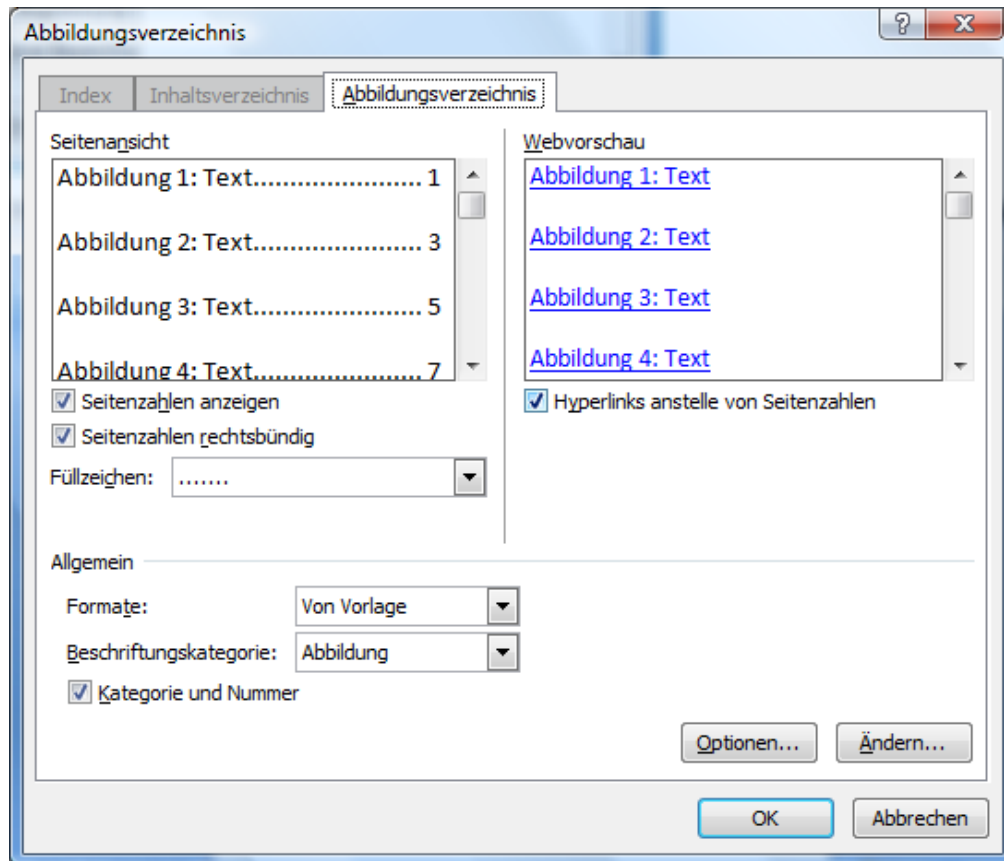 Abbildungsverzeichnis
Index Inhaltsverzeichnis Abbildungsverzeichnis
Seitenansicht
Abbildung 1: Text........................ 1
Abbildung 2: Text........................ 3
Abbildung 3: Text........................ 5
Abbildung 4: Text........................ 7
Seitenzahlen anzeigen
Seitenzahlen rechtsbündig
Füllzeichen: .......
Webvorschau
Abbildung 1: Text
Abbildung 2: Text
Abbildung 3: Text
Abbildung 4: Text
Hyperlinks anstelle von Seitenzahlen
Allgemein
Formate: Von Vorlage
Beschriftungskategorie: Abbildung
Kategorie und Nummer
Optionen... Ändern...
OK Abbrechen